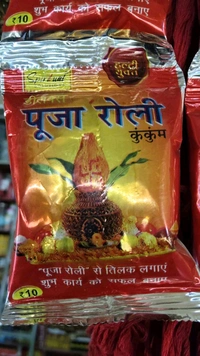 शुभ कार्य को सफल बनाएं
₹10
हल्दी
युक्त
पूजा रोली
कुंकुम
"पूजा रोली" से तिलक लगाएं
शुभ कार्य को सफल बनाएं
₹10